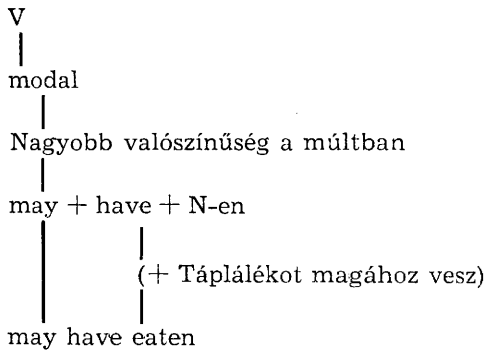 V
modal
Nagyobb valószínűség a múltban
may + have + N-en
(+ Táplálékot magához vesz)
may have eaten